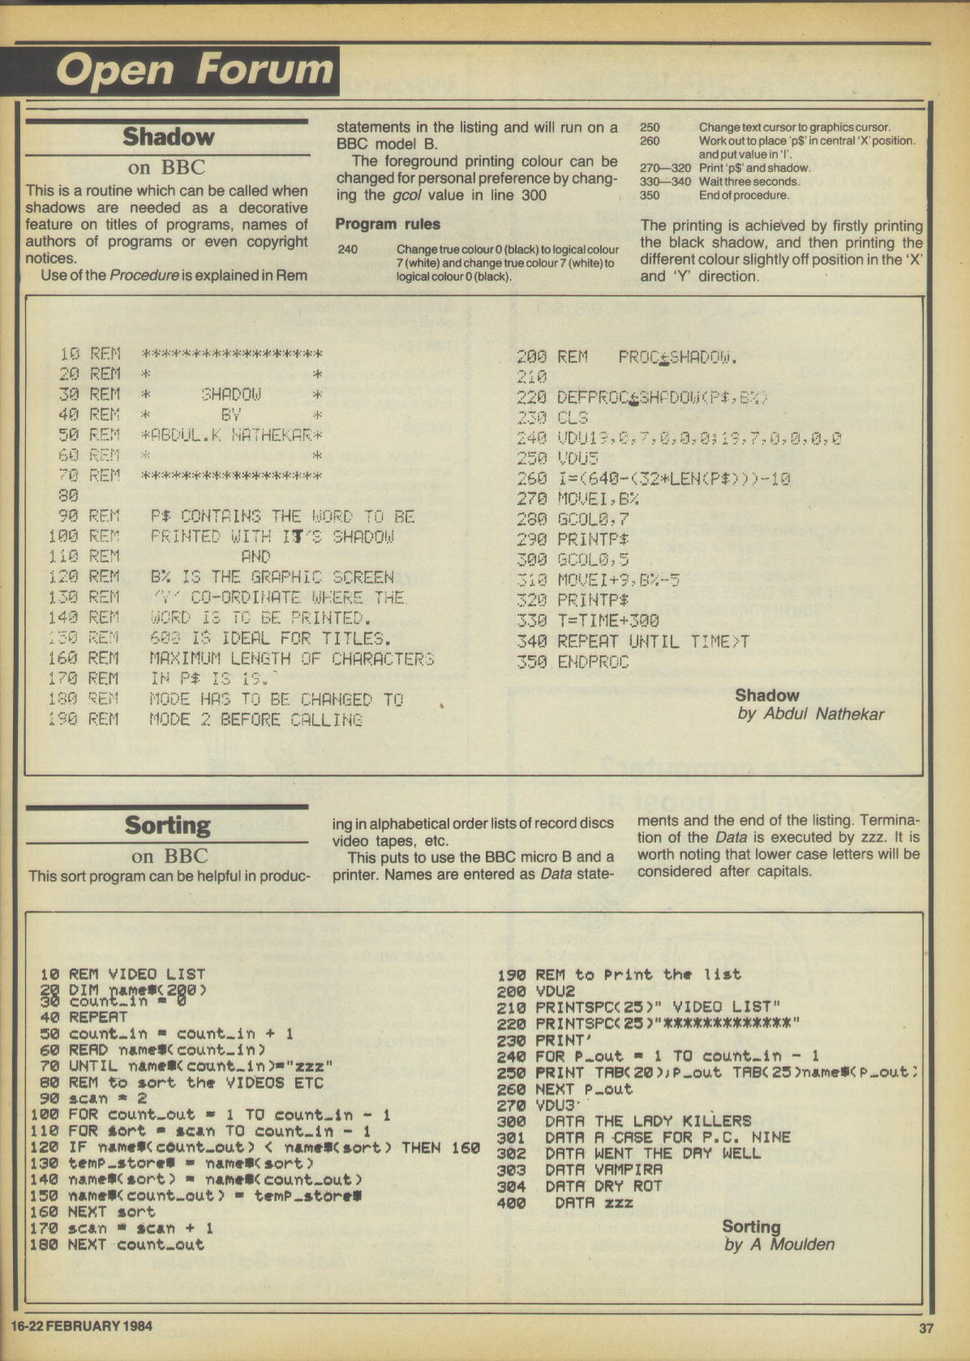 Open Forum
Shadow
on BBC
This is a routine which can be called when
shadows are needed as a decorative
feature on titles of programs, names of
authors of programs or even copyright
notices.
Use of the Procedure is explained in Rem
statements in the listing and will run on a
BBC model B.
The foreground printing colour can be
changed for personal preference by chang-
ing the gcol value in line 300
Program rules
240 Change true colour 0 (black) to logical colour
7 (white) and change true colour 7 (white) to
logical colour 0 (black).
250 Change text cursor to graphics cursor.
260 Work out to place 'p$' in central 'X' position.
and put value in 'I'.
270—320 Print 'p$' and shadow.
330—340 Wait three seconds.
350 End of procedure.
The printing is achieved by firstly printing
the black shadow, and then printing the
different colour slightly off position in the 'X'
and 'Y' direction.
10 REM ******************
20 REM * *
30 REM * SHADOW *
40 REM * BY *
50 REM *ABDUL.K NATHEKAR*
60 REM * *
70 REM ******************
80
90 REM P$ CONTAINS THE WORD TO BE
100 REM PRINTED WITH IT'S SHADOW
110 REM AND
120 REM B% IS THE GRAPHIC SCREEN
130 REM 'Y' CO-ORDINATE WHERE THE
140 REM WORD IS TO BE PRINTED.
150 REM 600 IS IDEAL FOR TITLES.
160 REM MAXIMUM LENGTH OF CHARACTERS
170 REM IN P$ IS 19.
180 REM MODE HAS TO BE CHANGED TO
190 REM MODE 2 BEFORE CALLING
200 REM PROC£SHADOW.
210
220 DEFPROC£SHADOW(P$,B%)
230 CLS
240 VDU19,0,7,0,0,0;19,7,0,0,0,0
250 VDU5
260 I=(640-(32*LEN(P$)))-10
270 MOVEI,B%
280 GCOL0,7
290 PRINTP$
300 GCOL0,5
310 MOVEI+9,B%-5
320 PRINTP$
330 T=TIME+300
340 REPEAT UNTIL TIME>T
350 ENDPROC
Shadow
by Abdul Nathekar
Sorting
on BBC
This sort program can be helpful in produc-
ing in alphabetical order lists of record discs
video tapes, etc.
This puts to use the BBC micro B and a
printer. Names are entered as Data state-
ments and the end of the listing. Termina-
tion of the Data is executed by zzz. It is
worth noting that lower case letters will be
considered after capitals.
10 REM VIDEO LIST
20 DIM name$(200)
30 count_in = 0
40 REPEAT
50 count_in = count_in + 1
60 READ name$(count_in)
70 UNTIL name$(count_in)="zzz"
80 REM to sort the VIDEOS ETC
90 scan = 2
100 FOR count_out = 1 TO count_in - 1
110 FOR sort = scan TO count_in - 1
120 IF name$(count_out) < name$(sort) THEN 160
130 temp_store$ = name$(sort)
140 name$(sort) = name$(count_out)
150 name$(count_out) = temp_store$
160 NEXT sort
170 scan = scan + 1
180 NEXT count_out
190 REM to Print the list
200 VDU2
210 PRINTSPC(25)" VIDEO LIST"
220 PRINTSPC(25)"*************"
230 PRINT'
240 FOR P_out = 1 TO count_in - 1
250 PRINT TAB(20);P_out TAB(25)name$(P_out)
260 NEXT P_out
270 VDU3
300 DATA THE LADY KILLERS
301 DATA A CASE FOR P.C. NINE
302 DATA WENT THE DAY WELL
303 DATA VAMPIRA
304 DATA DRY ROT
400 DATA zzz
Sorting
by A Moulden
16-22 FEBRUARY 1984
37